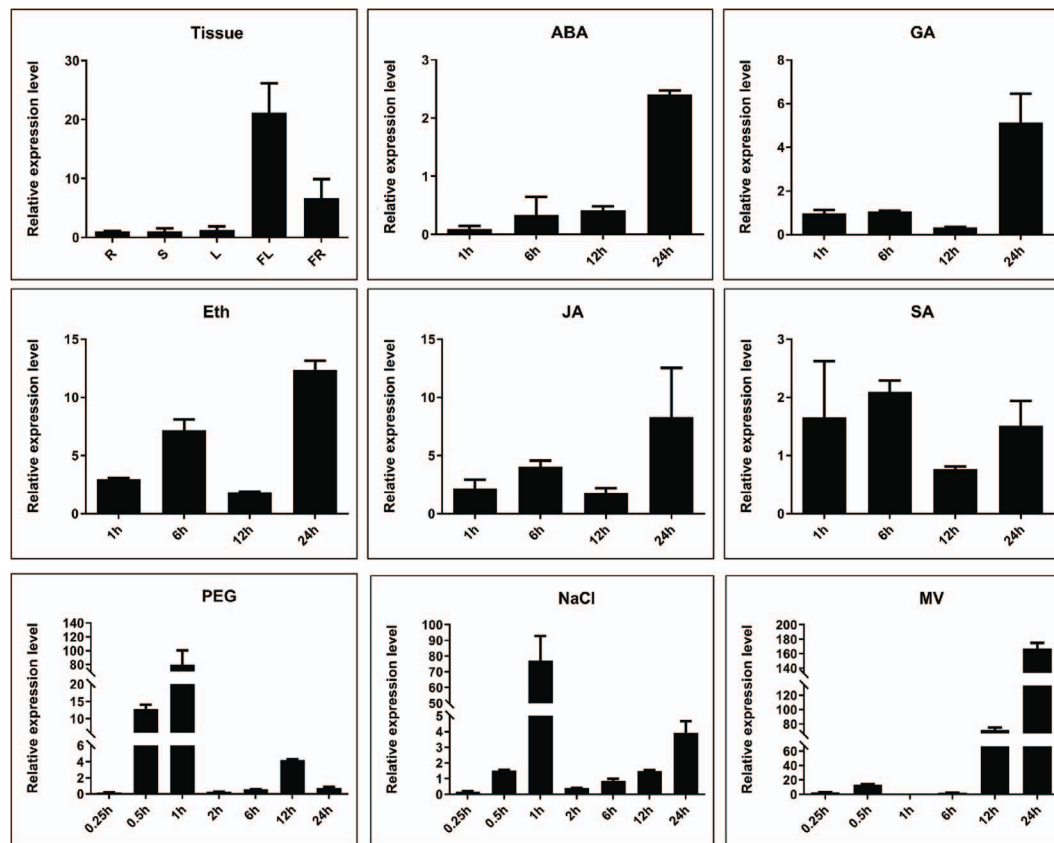 Tissue
Relative expression level
30
20
10
0
R S L FL FR
ABA
Relative expression level
3
2
1
0
1h 6h 12h 24h
GA
Relative expression level
8
6
4
2
0
1h 6h 12h 24h
Eth
Relative expression level
15
10
5
0
1h 6h 12h 24h
JA
Relative expression level
15
10
5
0
1h 6h 12h 24h
SA
Relative expression level
3
2
1
0
1h 6h 12h 24h
PEG
Relative expression level
140
120
100
80
20
15
10
6
4
2
0
0.25h 0.5h 1h 2h 6h 12h 24h
NaCl
Relative expression level
100
90
80
70
60
50
5
4
3
2
1
0
0.25h 0.5h 1h 2h 6h 12h 24h
MV
Relative expression level
200
180
160
140
120
100
80
60
40
20
0
0.25h 0.5h 1h 6h 12h 24h